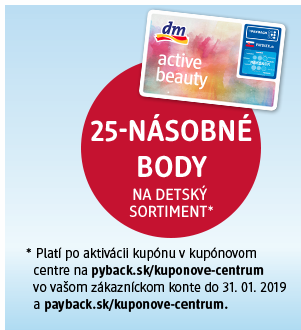 dm
active
beauty
PAYBACK
25-NÁSOBNÉ
BODY
NA DETSKÝ
SORTIMENT*
* Platí po aktivácii kupónu v kupónovom
centre na pyback.sk/kuponove-centrum
vo vašom zákazníckom konte do 31. 01. 2019
a payback.sk/kuponove-centrum.